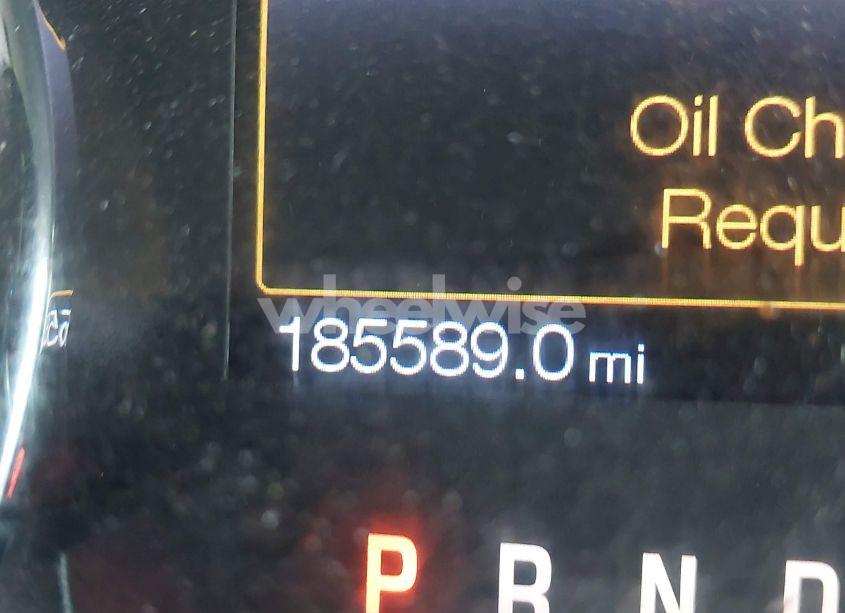 Oil Ch
Requ
wheelwise
185589.0 mi
P R N D